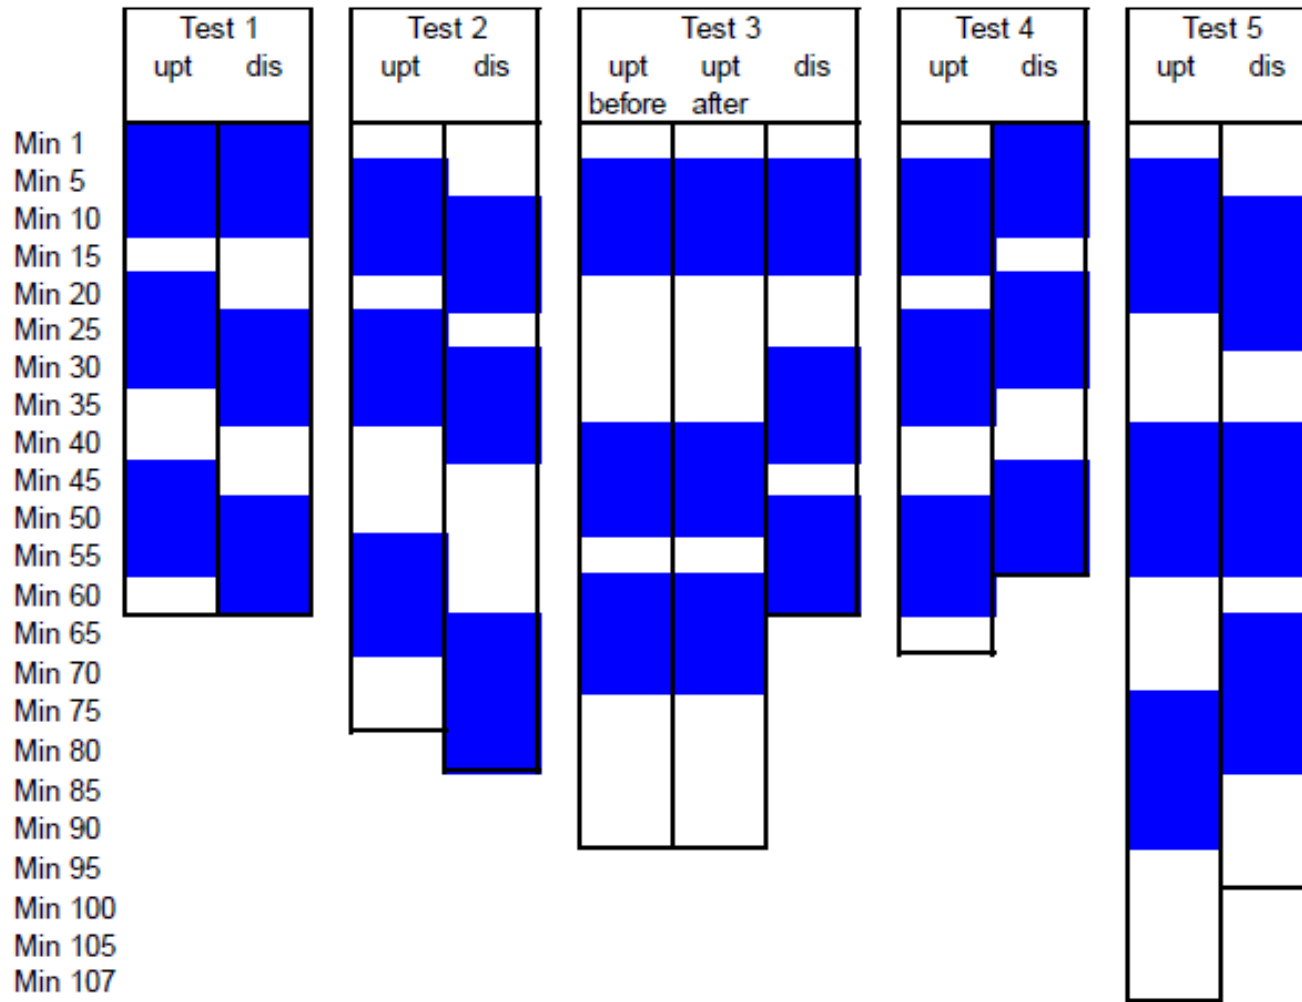 Test 1 Test 2 Test 3 Test 4 Test 5
upt dis upt dis upt upt dis upt dis upt dis
before after
Min 1
Min 5
Min 10
Min 15
Min 20
Min 25
Min 30
Min 35
Min 40
Min 45
Min 50
Min 55
Min 60
Min 65
Min 70
Min 75
Min 80
Min 85
Min 90
Min 95
Min 100
Min 105
Min 107